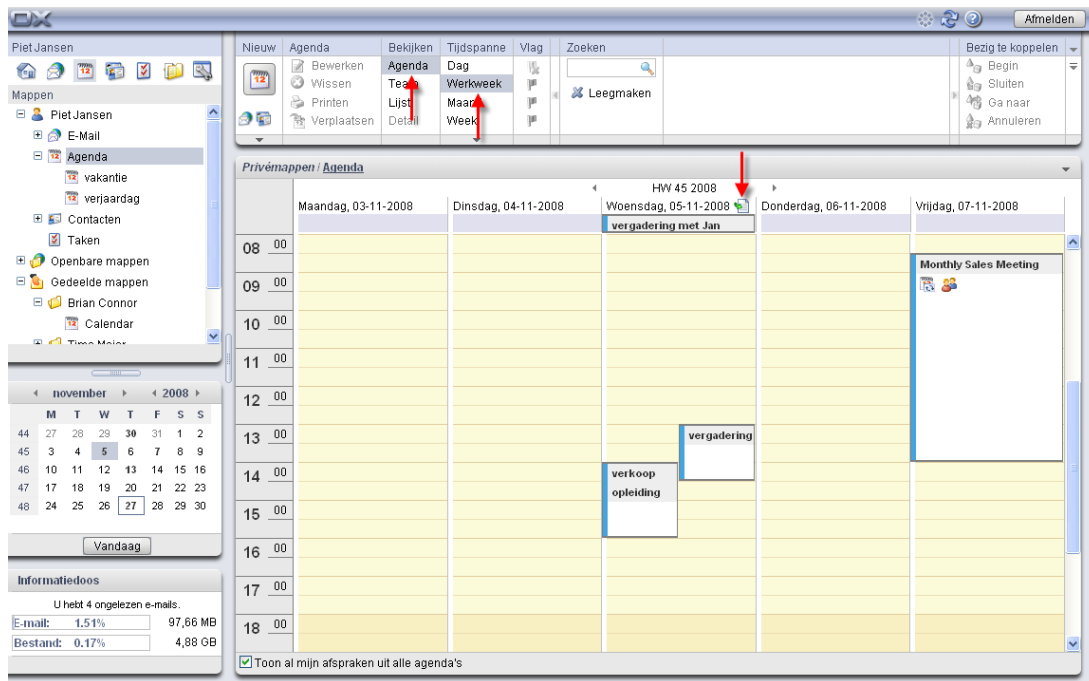 OX
Afmelden
Piet Jansen
Mappen
Piet Jansen
E-Mail
Agenda
vakantie
verjaardag
Contacten
Taken
Openbare mappen
Gedeelde mappen
Brian Connor
Calendar
november 2008
M T W T F S S
44 27 28 29 30 31 1 2
45 3 4 5 6 7 8 9
46 10 11 12 13 14 15 16
47 17 18 19 20 21 22 23
48 24 25 26 27 28 29 30
Vandaag
Informatiedoos
U hebt 4 ongelezen e-mails.
E-mail: 1.51% 97,66 MB
Bestand: 0.17% 4,88 GB
Nieuw Agenda Bekijken Tijdspanne Vlag Zoeken Bezig te koppelen
Bewerken Agenda Dag Begin
Wissen Team Werkweek Sluiten
Leegmaken
Printen Lijst Maand Ga naar
Verplaatsen Detail Week Annuleren
Privémappen / Agenda
HW 45 2008
Maandag, 03-11-2008 Dinsdag, 04-11-2008 Woensdag, 05-11-2008 Donderdag, 06-11-2008 Vrijdag, 07-11-2008
vergadering met Jan
08 00
Monthly Sales Meeting
09 00
10 00
11 00
12 00
13 00 vergadering
14 00 verkoop
opleiding
15 00
16 00
17 00
18 00
Toon al mijn afspraken uit alle agenda's